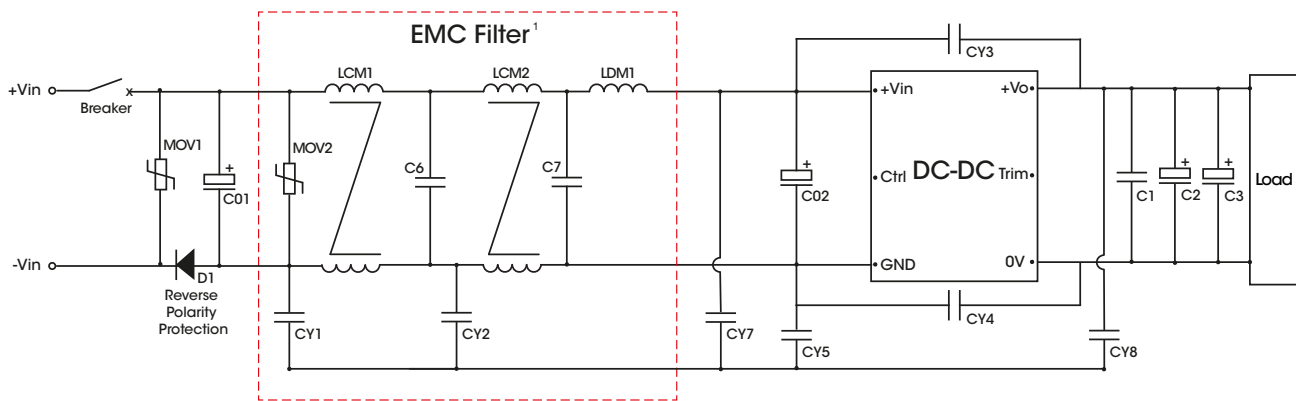 EMC Filter¹
LCM1
LCM2
LDM1
CY3
+Vin
Breaker
+Vin
+Vo
MOV1
MOV2
C6
C7
+
C01
+
C02
Ctrl
DC-DC
Trim
C1
+
C2
+
C3
Load
-Vin
D1
Reverse
Polarity
Protection
GND
0V
CY1
CY2
CY7
CY5
CY4
CY8